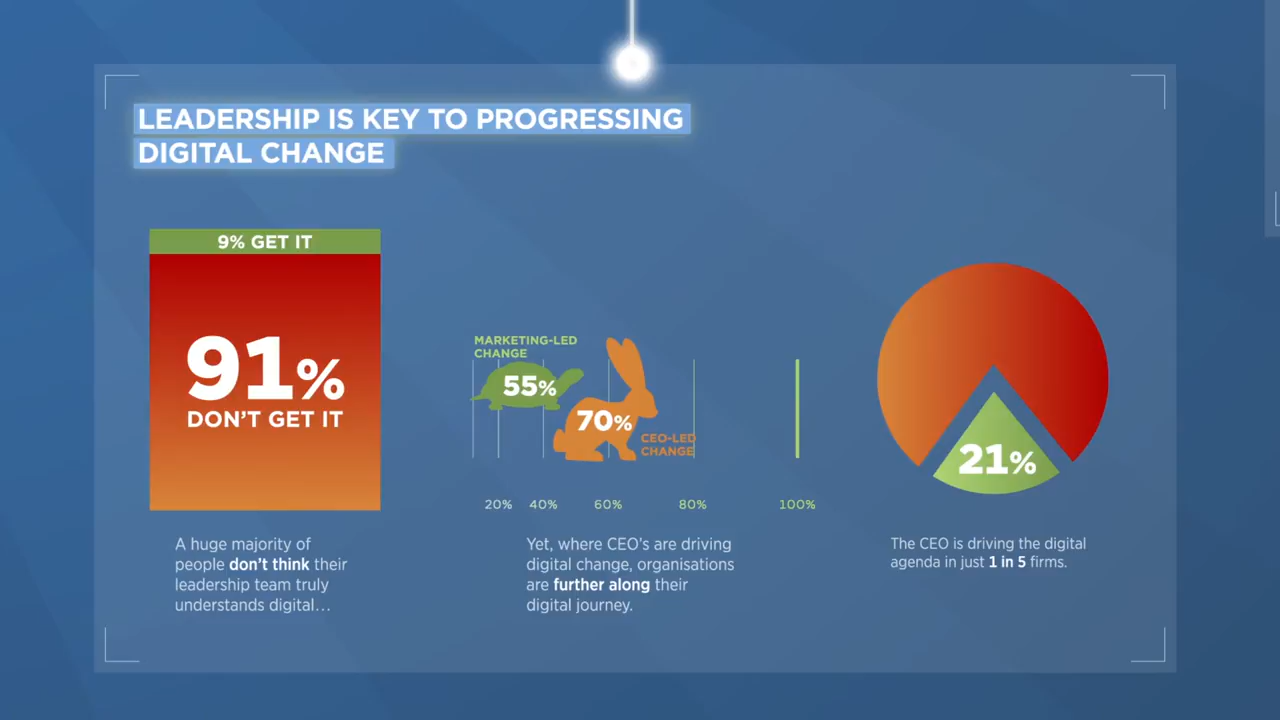 LEADERSHIP IS KEY TO PROGRESSING
DIGITAL CHANGE
9% GET IT
91%
DON'T GET IT
A huge majority of
people don't think their
leadership team truly
understands digital...
MARKETING-LED
CHANGE
55%
70%
CEO-LED
CHANGE
20% 40% 60% 80% 100%
Yet, where CEO's are driving
digital change, organisations
are further along their
digital journey.
21%
The CEO is driving the digital
agenda in just 1 in 5 firms.